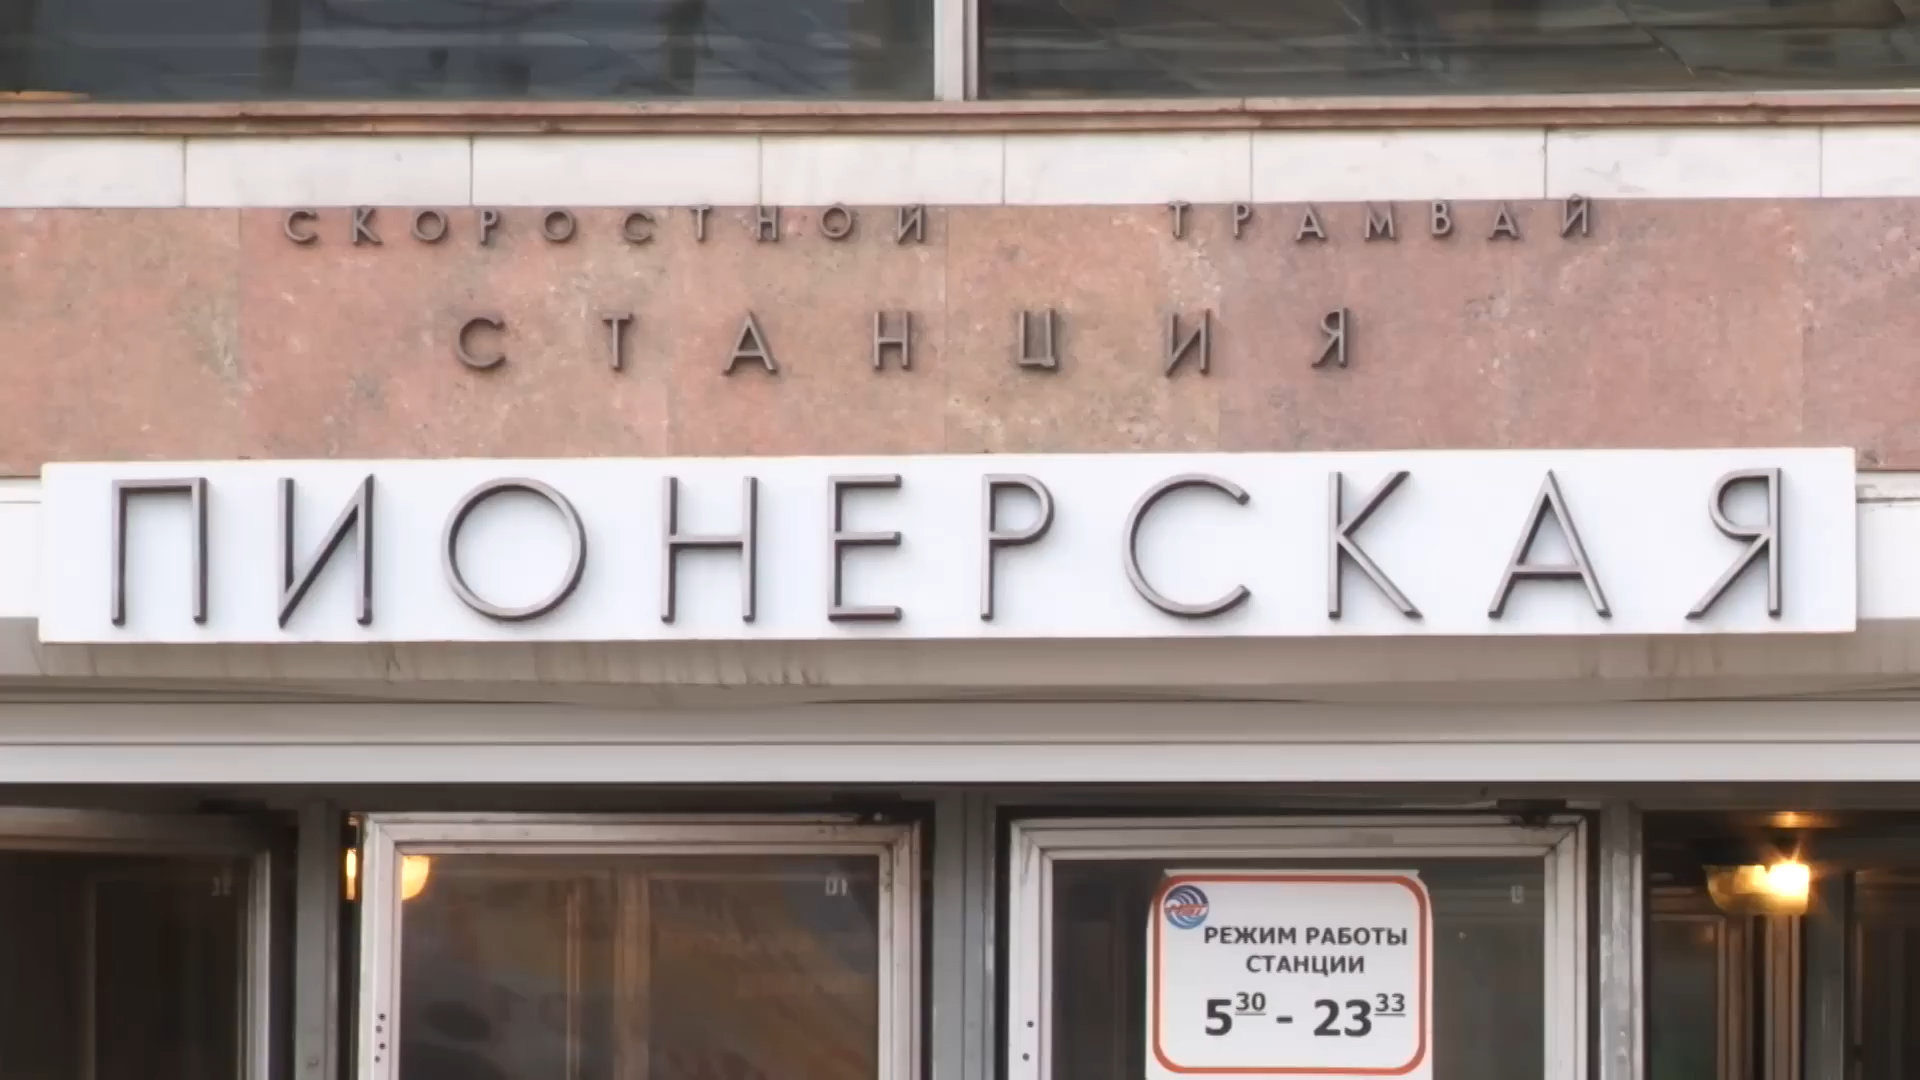 СКОРОСТНОЙ ТРАМВАЙ
СТАНЦИЯ
ПИОНЕРСКАЯ
РЕЖИМ РАБОТЫ
СТАНЦИИ
5³⁰ - 23³³